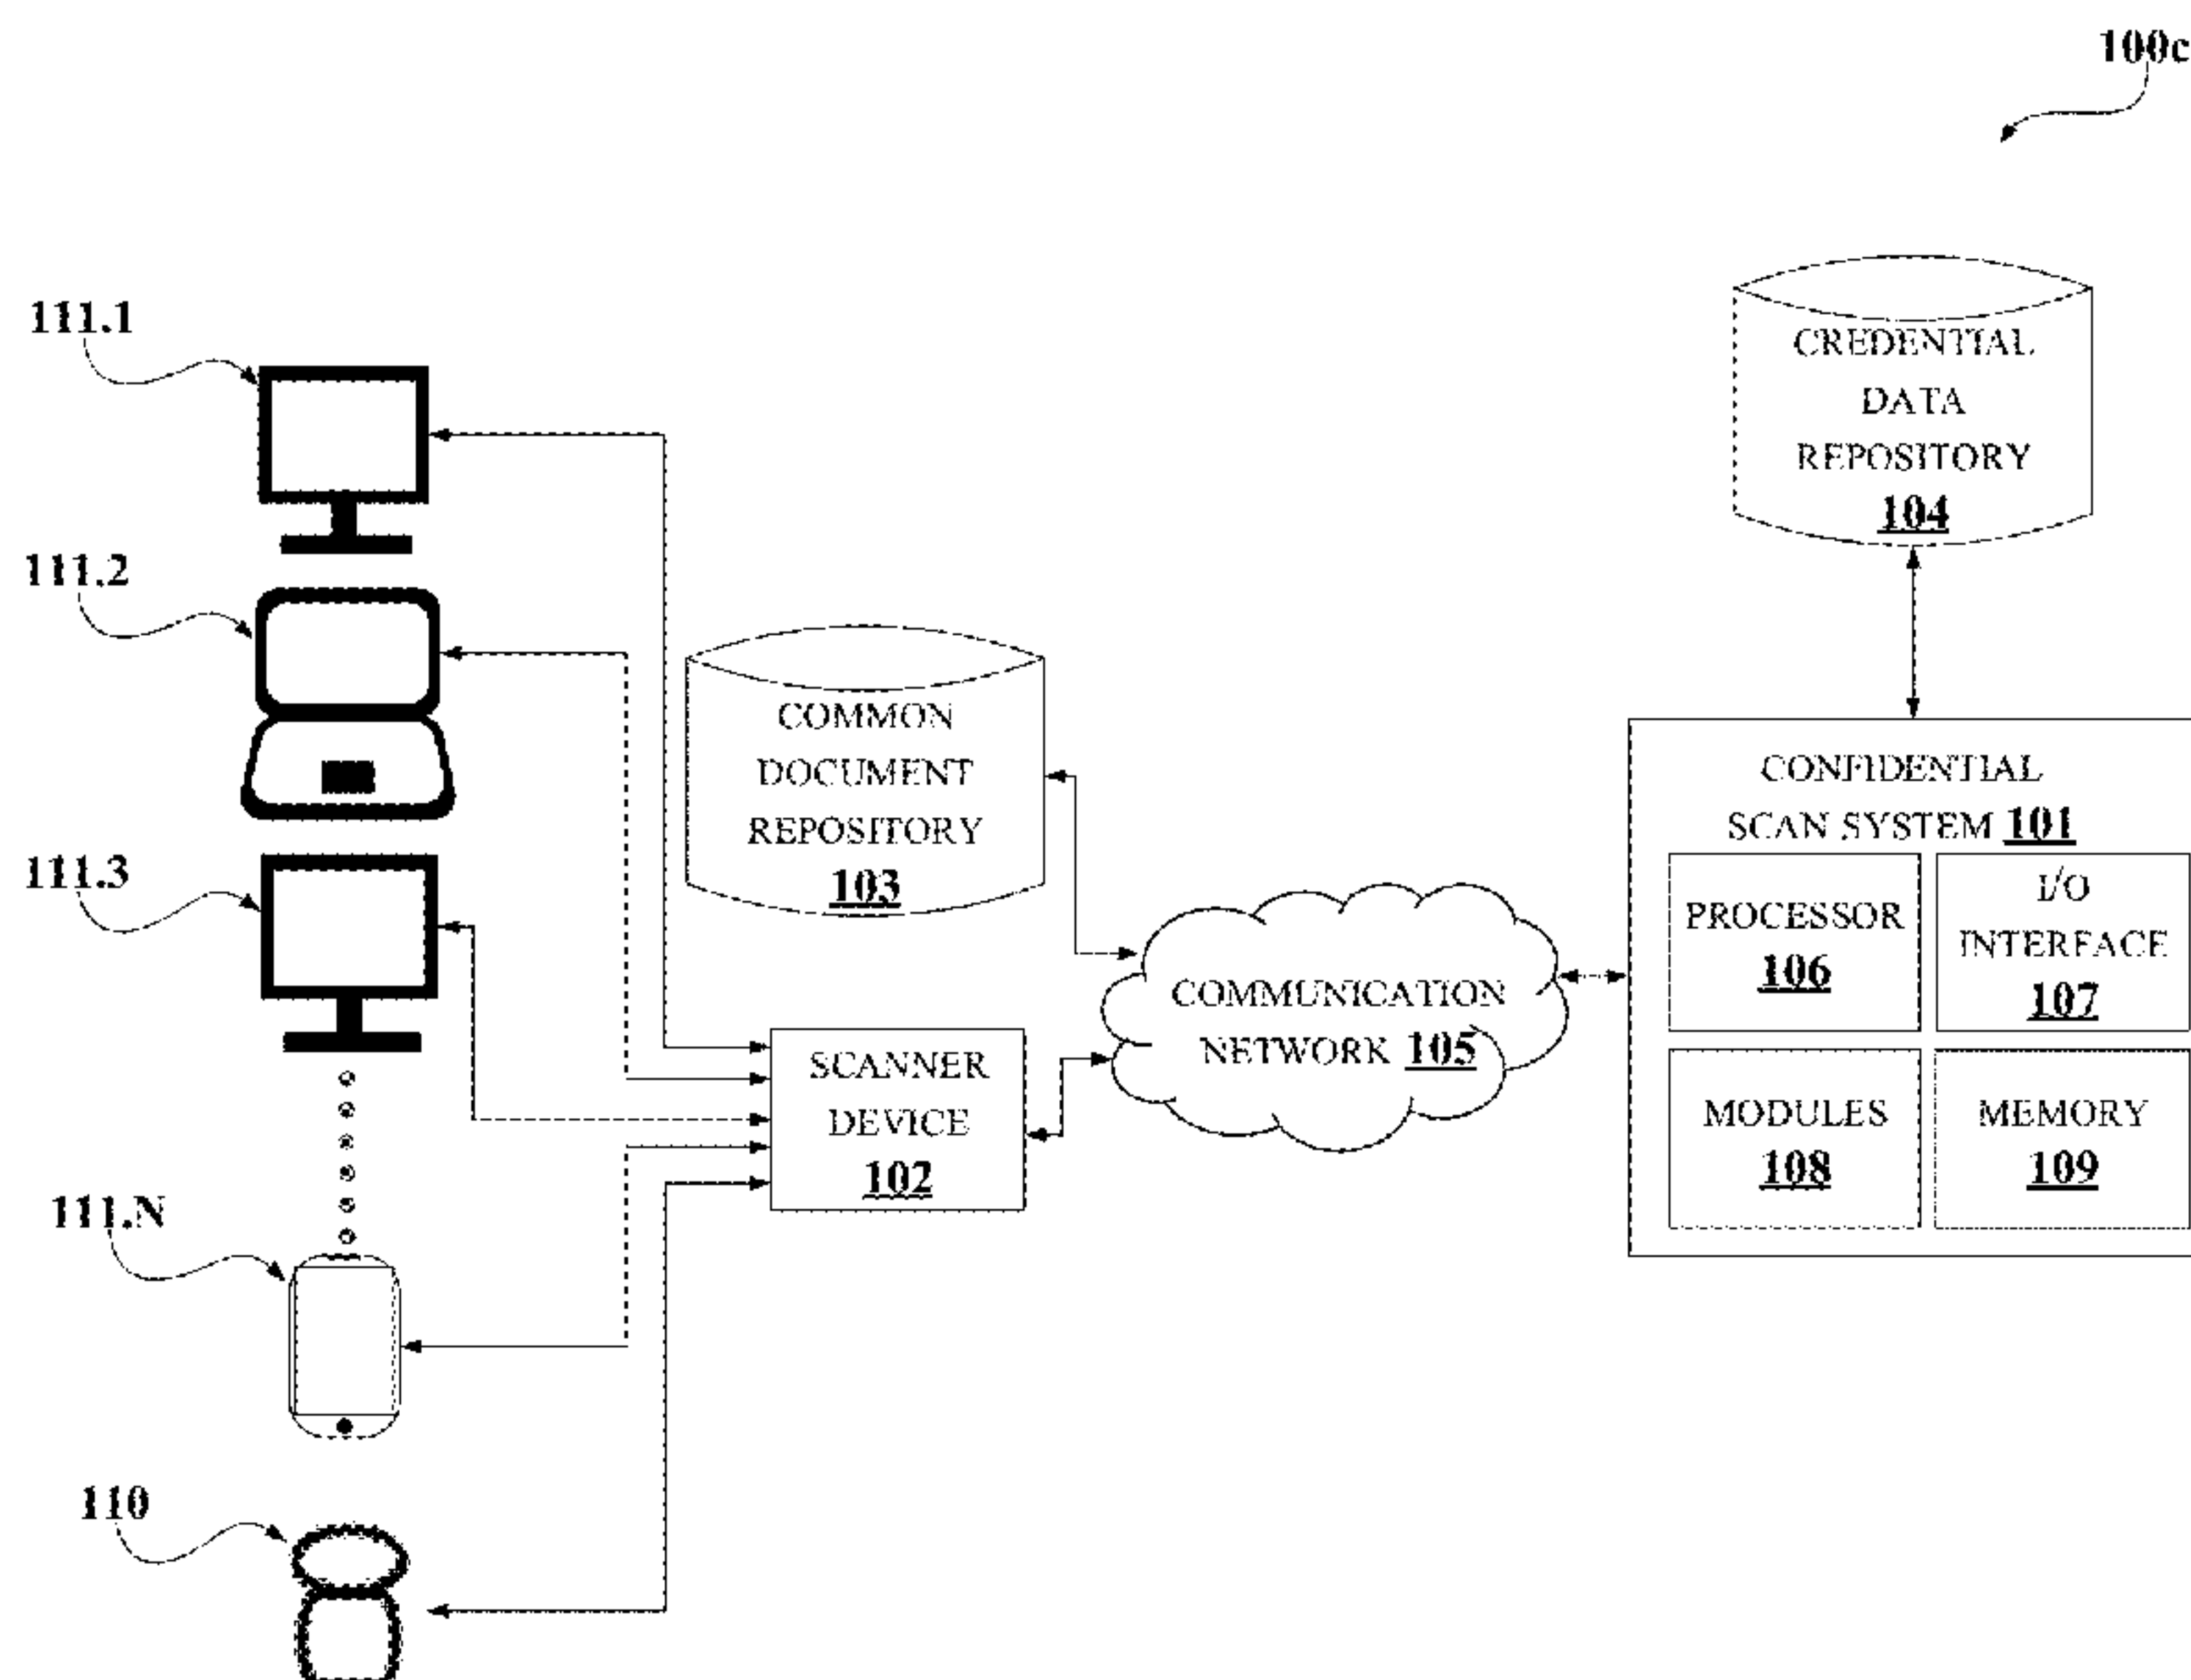 100c
111.1
111.2
111.3
111.N
110
COMMON
DOCUMENT
REPOSITORY
103
SCANNER
DEVICE
102
COMMUNICATION
NETWORK 105
CREDENTIAL
DATA
REPOSITORY
104
CONFIDENTIAL
SCAN SYSTEM 101
PROCESSOR
106
I/O
INTERFACE
107
MODULES
108
MEMORY
109